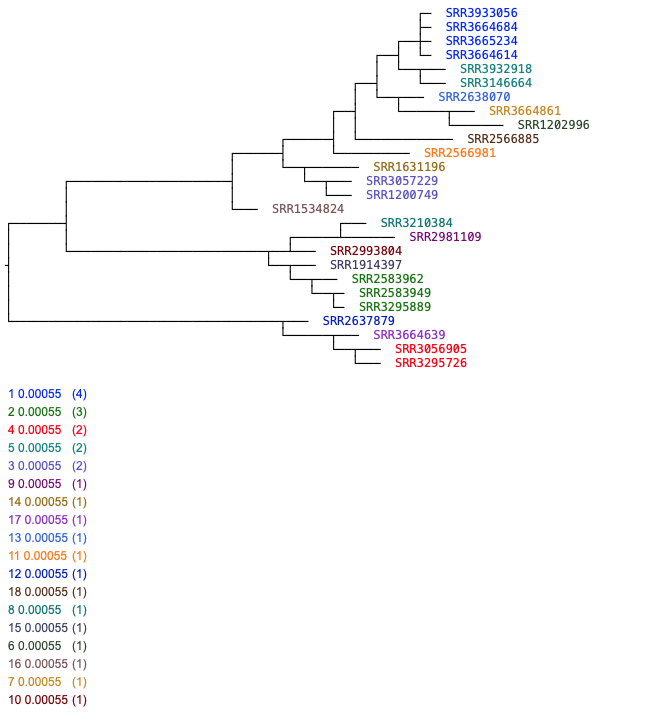 SRR3933056
SRR3664684
SRR3665234
SRR3664614
SRR3932918
SRR3146664
SRR2638070
SRR3664861
SRR1202996
SRR2566885
SRR2566981
SRR1631196
SRR3057229
SRR1200749
SRR1534824
SRR3210384
SRR2981109
SRR2993804
SRR1914397
SRR2583962
SRR2583949
SRR3295889
SRR2637879
SRR3664639
SRR3056905
SRR3295726
1 0.00055 (4)
2 0.00055 (3)
4 0.00055 (2)
5 0.00055 (2)
3 0.00055 (2)
9 0.00055 (1)
14 0.00055 (1)
17 0.00055 (1)
13 0.00055 (1)
11 0.00055 (1)
12 0.00055 (1)
18 0.00055 (1)
8 0.00055 (1)
15 0.00055 (1)
6 0.00055 (1)
16 0.00055 (1)
7 0.00055 (1)
10 0.00055 (1)